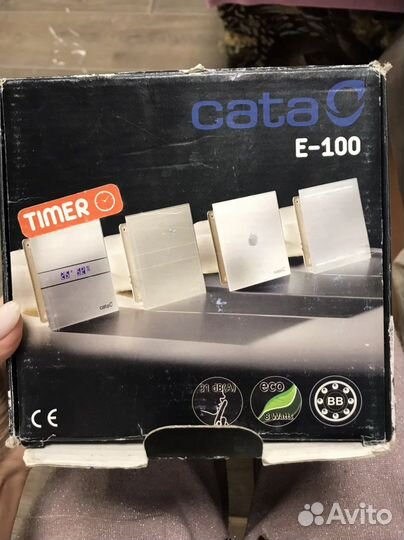 cata
E-100
TIMER
cata
31 dB(A)
eco
8 Watts
BB
CE
Avito